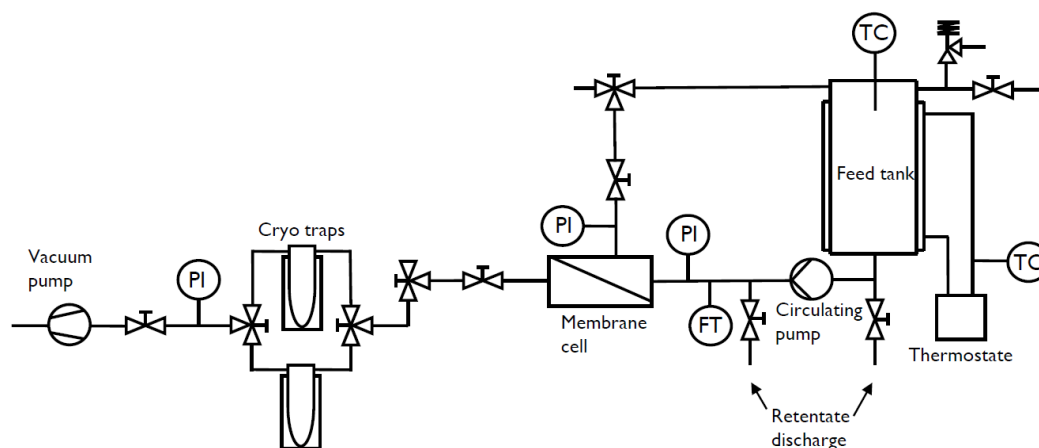 TC
Feed tank
Cryo traps
PI
PI
Vacuum
pump
PI
TC
Membrane
cell
FT
Circulating
pump
Thermostate
Retentate
discharge